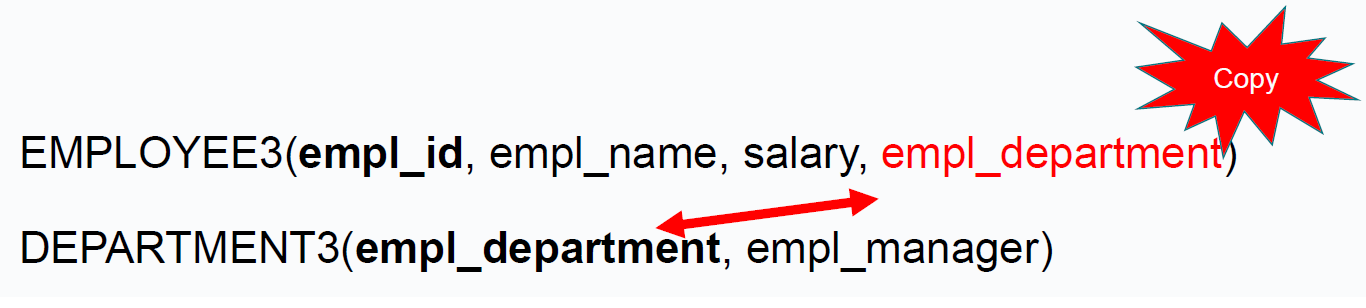 Copy
EMPLOYEE3(empl_id, empl_name, salary, empl_department)
DEPARTMENT3(empl_department, empl_manager)